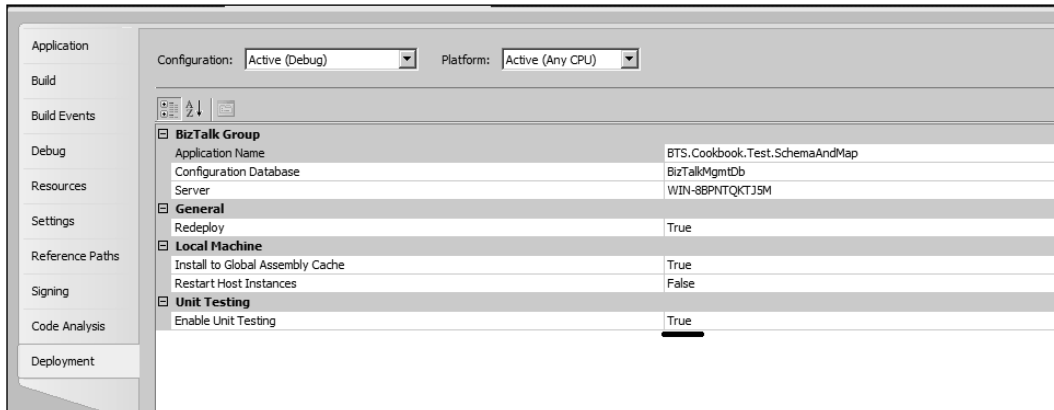 Application
Build
Build Events
Debug
Resources
Settings
Reference Paths
Signing
Code Analysis
Deployment
Configuration: Active (Debug) Platform: Active (Any CPU)
BizTalk Group
Application Name BTS.Cookbook.Test.SchemaAndMap
Configuration Database BizTalkMgmtDb
Server WIN-8BPNTQKTJ5M
General
Redeploy True
Local Machine
Install to Global Assembly Cache True
Restart Host Instances False
Unit Testing
Enable Unit Testing True